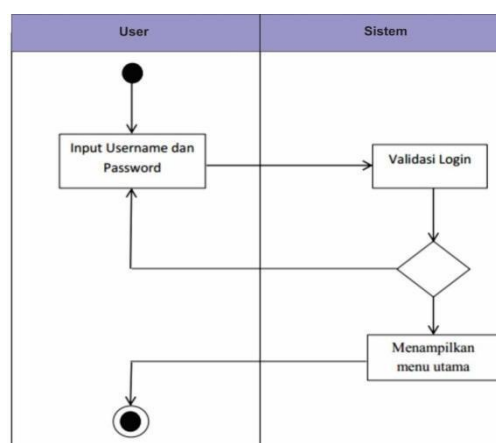 User
Sistem
Input Username dan
Password
Validasi Login
Menampilkan
menu utama